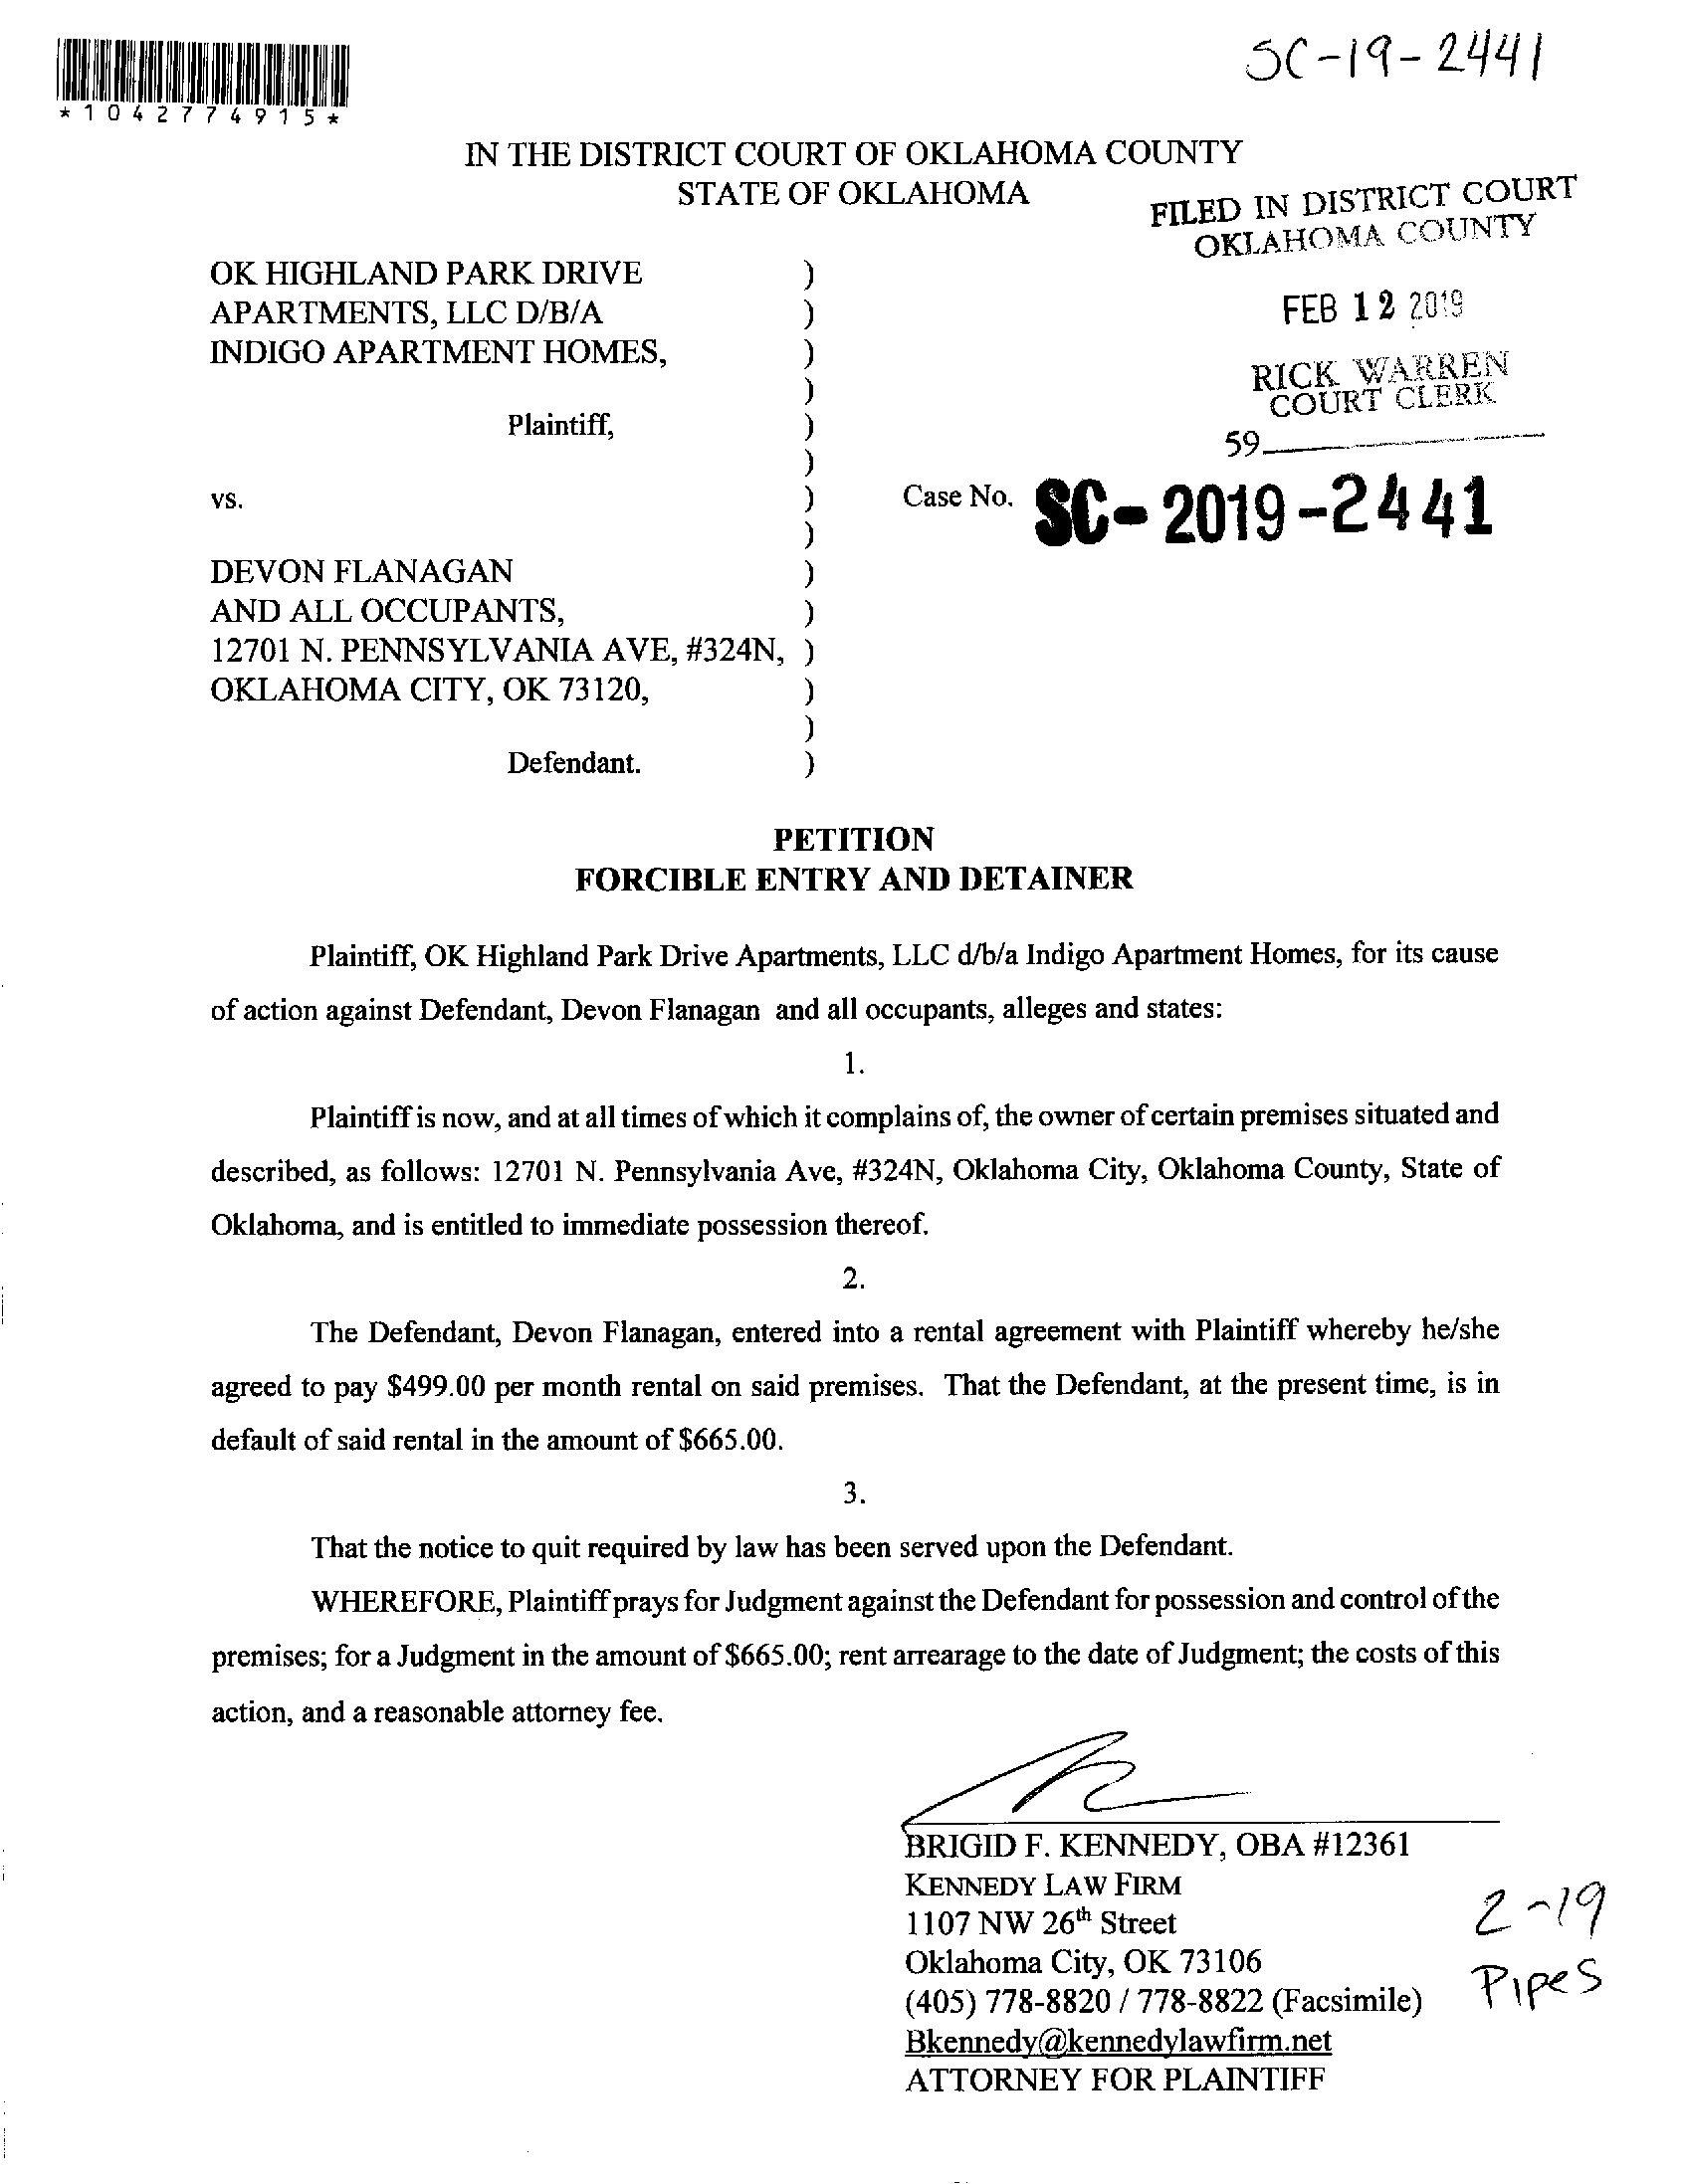 SC-19-2441
*1042774915*
IN THE DISTRICT COURT OF OKLAHOMA COUNTY
STATE OF OKLAHOMA
FILED IN DISTRICT COURT
OKLAHOMA COUNTY
FEB 12 2019
RICK WARREN
COURT CLERK
59
OK HIGHLAND PARK DRIVE )
APARTMENTS, LLC D/B/A )
INDIGO APARTMENT HOMES, )
)
Plaintiff, )
)
vs. ) Case No. SC-2019-2441
)
DEVON FLANAGAN )
AND ALL OCCUPANTS, )
12701 N. PENNSYLVANIA AVE, #324N, )
OKLAHOMA CITY, OK 73120, )
)
Defendant. )
PETITION
FORCIBLE ENTRY AND DETAINER
Plaintiff, OK Highland Park Drive Apartments, LLC d/b/a Indigo Apartment Homes, for its cause
of action against Defendant, Devon Flanagan and all occupants, alleges and states:
1.
Plaintiff is now, and at all times of which it complains of, the owner of certain premises situated and
described, as follows: 12701 N. Pennsylvania Ave, #324N, Oklahoma City, Oklahoma County, State of
Oklahoma, and is entitled to immediate possession thereof.
2.
The Defendant, Devon Flanagan, entered into a rental agreement with Plaintiff whereby he/she
agreed to pay $499.00 per month rental on said premises. That the Defendant, at the present time, is in
default of said rental in the amount of $665.00.
3.
That the notice to quit required by law has been served upon the Defendant.
WHEREFORE, Plaintiff prays for Judgment against the Defendant for possession and control of the
premises; for a Judgment in the amount of $665.00; rent arrearage to the date of Judgment; the costs of this
action, and a reasonable attorney fee.
BRIGID F. KENNEDY, OBA #12361
KENNEDY LAW FIRM
1107 NW 26th Street
Oklahoma City, OK 73106
(405) 778-8820 / 778-8822 (Facsimile)
Bkennedy@kennedylawfirm.net
ATTORNEY FOR PLAINTIFF
2-19
Pipes